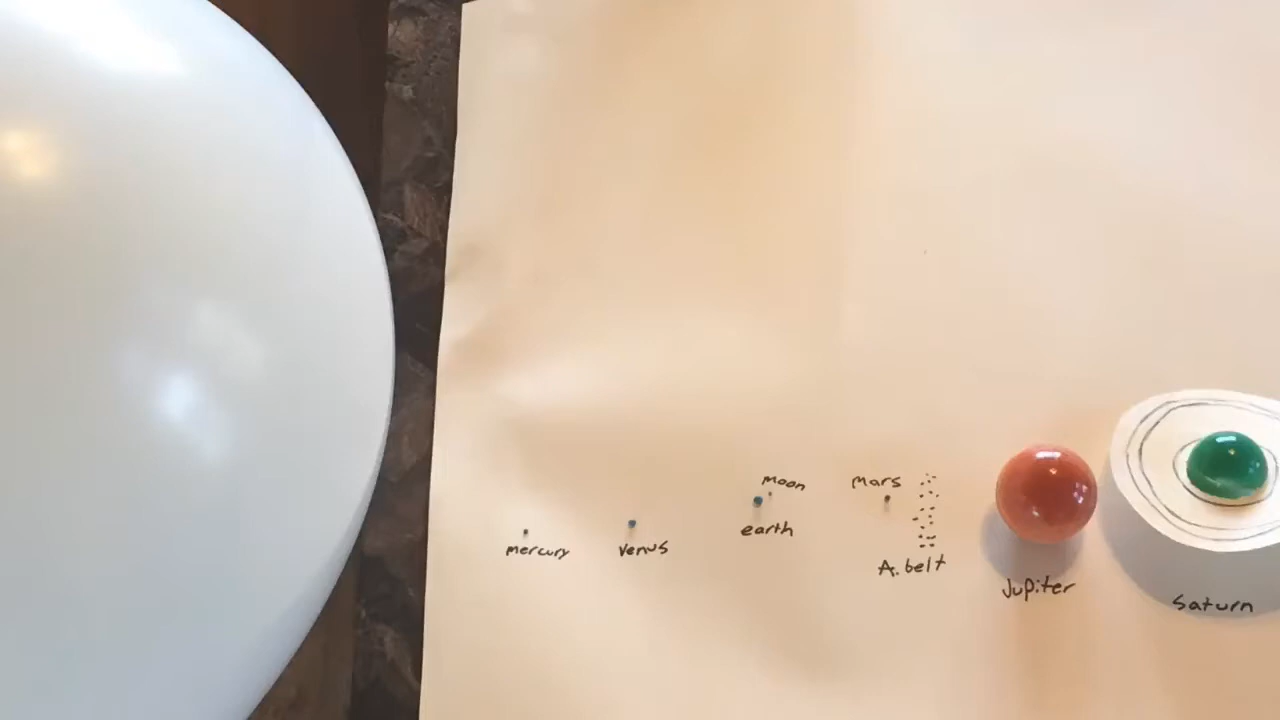 mercury
Venus
Moon
earth
Mars
A. belt
Jupiter
Saturn